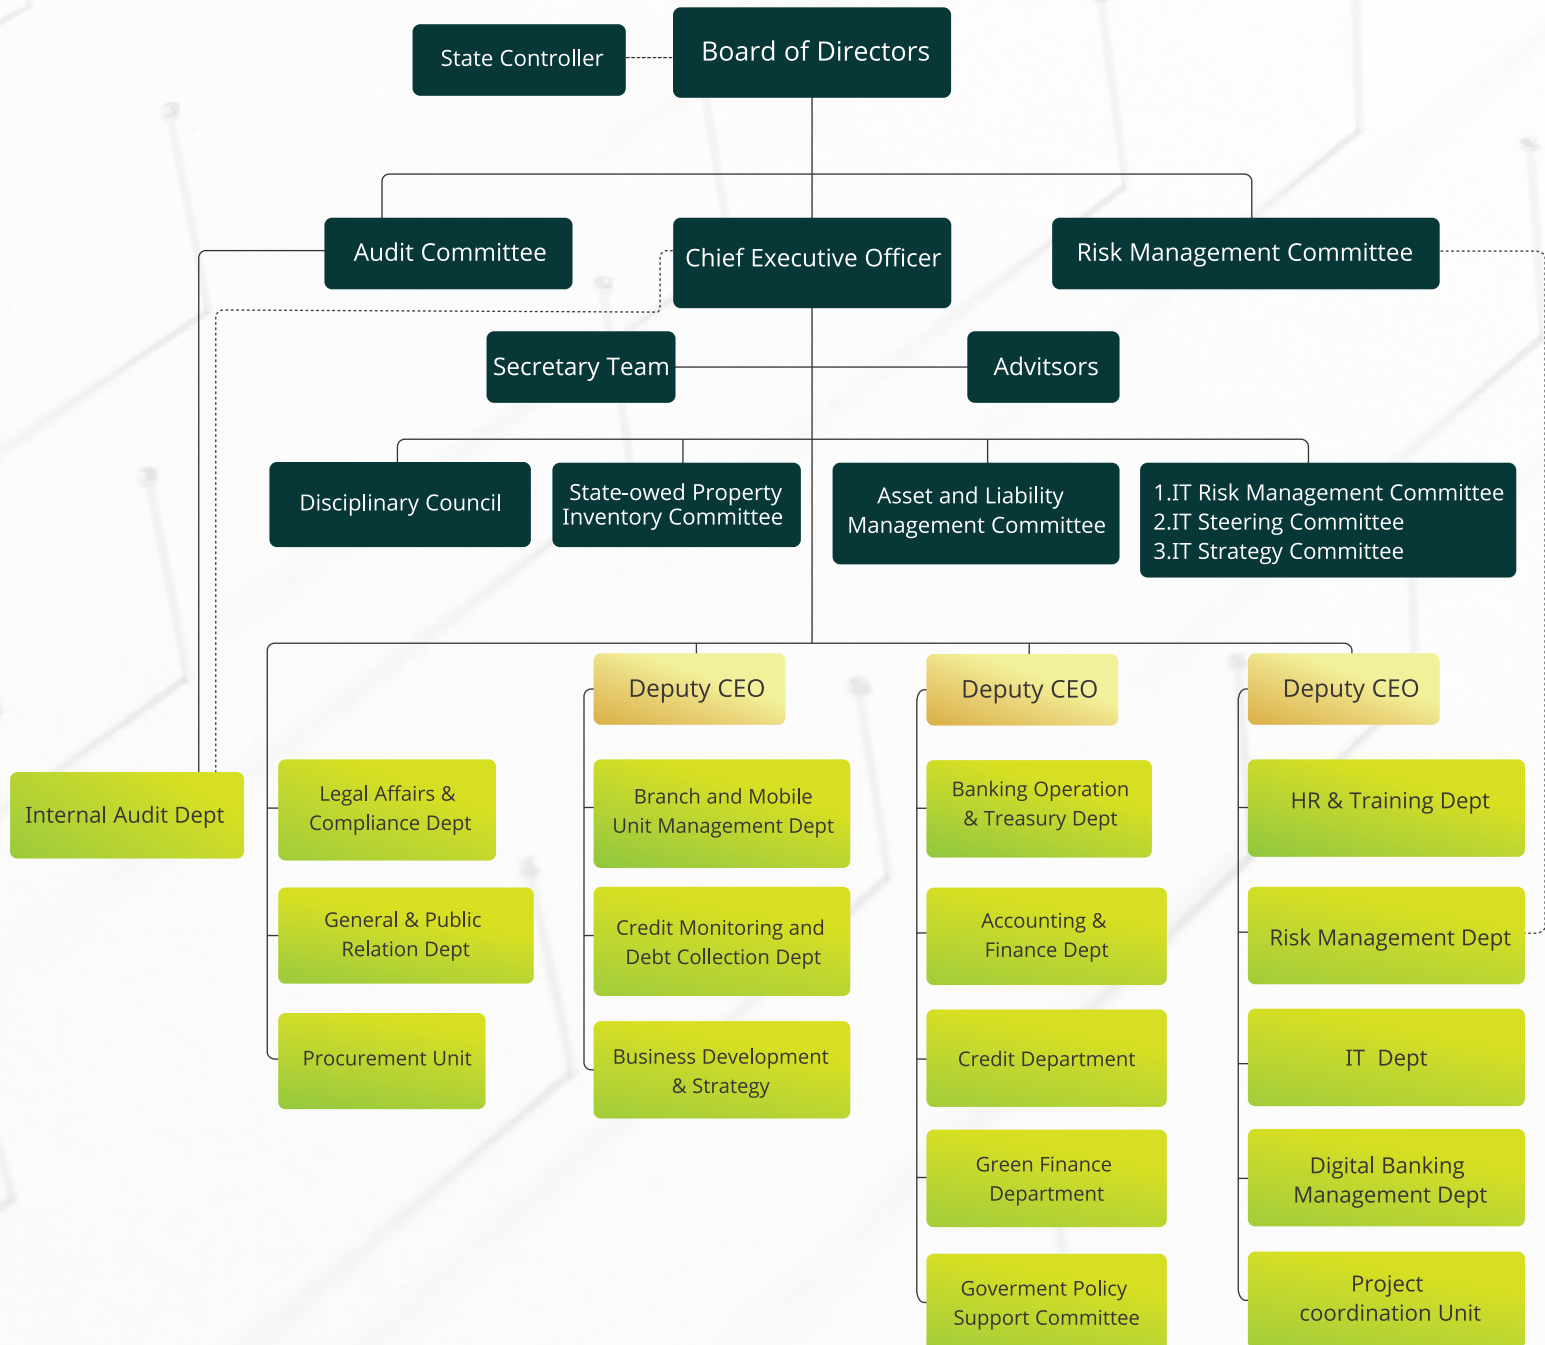 State Controller
Board of Directors
Audit Committee
Chief Executive Officer
Risk Management Committee
Secretary Team
Advitsors
Disciplinary Council
State-owed Property
Inventory Committee
Asset and Liability
Management Committee
1.IT Risk Management Committee
2.IT Steering Committee
3.IT Strategy Committee
Deputy CEO
Deputy CEO
Deputy CEO
Internal Audit Dept
Legal Affairs &
Compliance Dept
General & Public
Relation Dept
Procurement Unit
Branch and Mobile
Unit Management Dept
Credit Monitoring and
Debt Collection Dept
Business Development
& Strategy
Banking Operation
& Treasury Dept
Accounting &
Finance Dept
Credit Department
Green Finance
Department
Goverment Policy
Support Committee
HR & Training Dept
Risk Management Dept
IT  Dept
Digital Banking
Management Dept
Project
coordination Unit